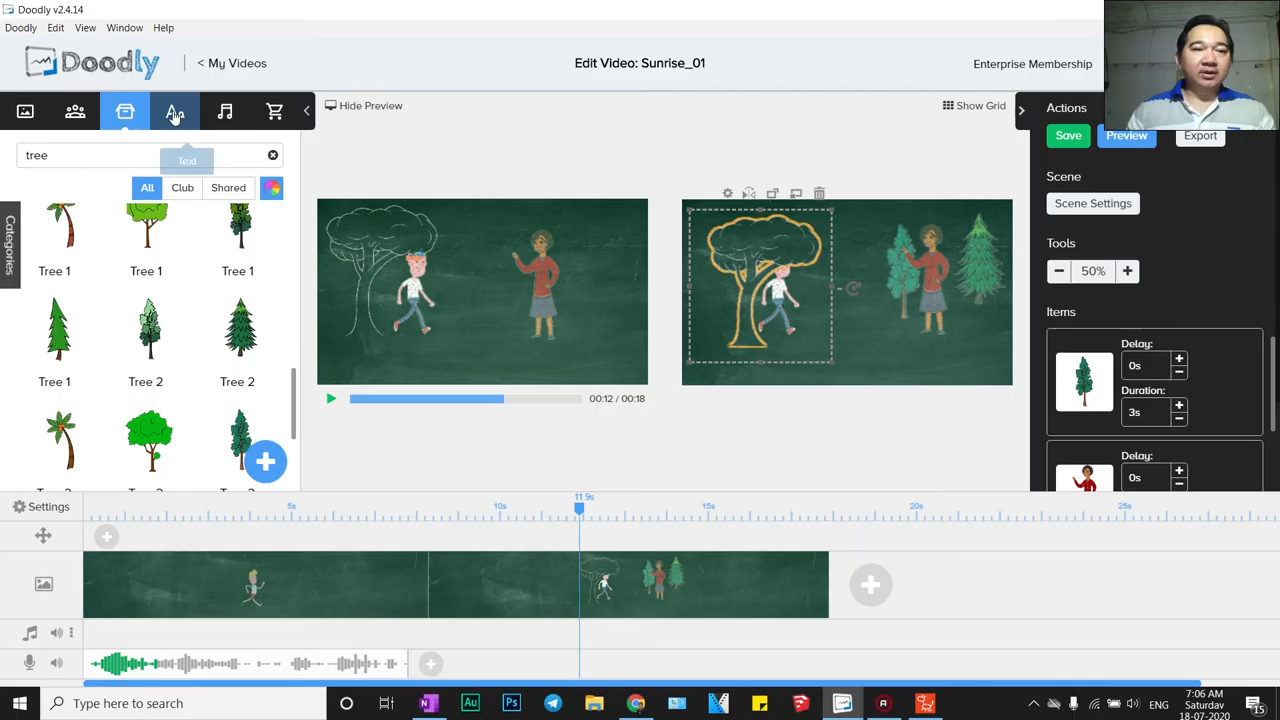 Doodly v2.4.14
Doodly Edit View Window Help
Doodly
< My Videos
Edit Video: Sunrise_01
Enterprise Membership
Hide Preview
Show Grid
Actions
Save
Preview
Export
tree
Text
All
Club
Shared
Categories
Tree 1
Tree 1
Tree 1
Tree 1
Tree 2
Tree 2
Scene
Scene Settings
Tools
50%
Items
Delay:
0s
Duration:
3s
Delay:
0s
00:12 / 00:18
Settings
5s
10s
11.9s
15s
20s
25s
Type here to search
Au
Ps
ENG
7:06 AM
Saturday
18-07-2020
15